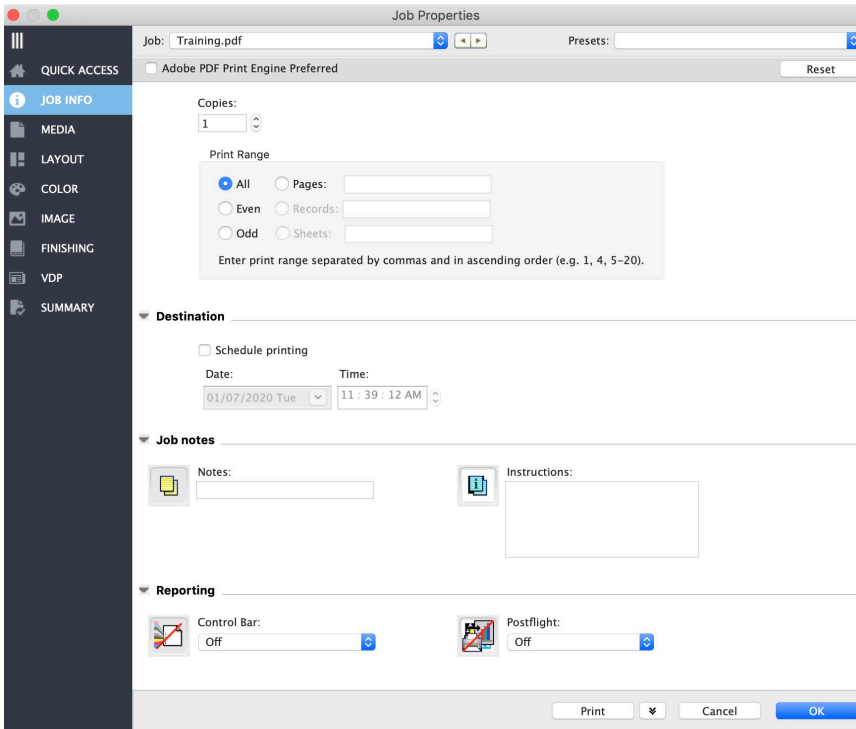 Job Properties
Job: Training.pdf Presets:
Adobe PDF Print Engine Preferred Reset
QUICK ACCESS
JOB INFO
MEDIA
LAYOUT
COLOR
IMAGE
FINISHING
VDP
SUMMARY
Copies:
1
Print Range
All Pages:
Even Records:
Odd Sheets:
Enter print range separated by commas and in ascending order (e.g. 1, 4, 5-20).
Destination
Schedule printing
Date: Time:
01/07/2020 Tue 11 : 39 : 12 AM
Job notes
Notes: Instructions:
Reporting
Control Bar: Postflight:
Off Off
Print Cancel OK